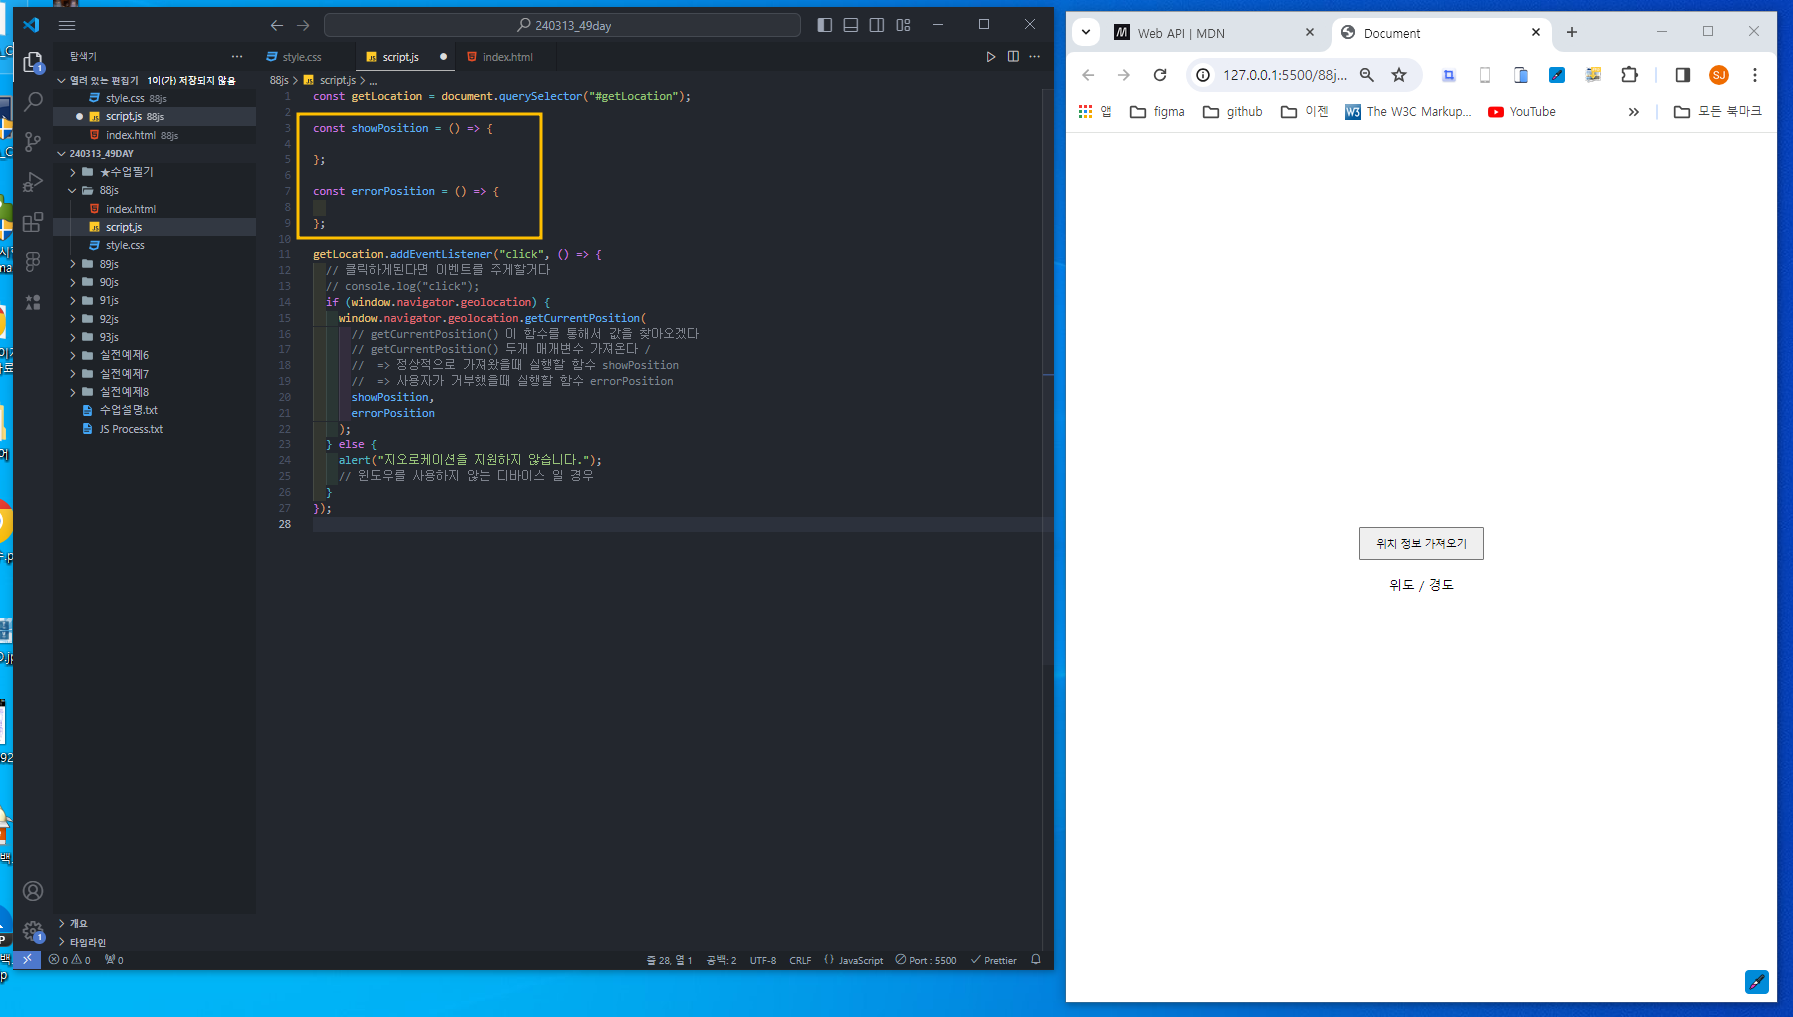 240313_49day
탐색기
열려 있는 편집기 1이(가) 저장되지 않음
style.css 88js
script.js 88js
index.html 88js
240313_49DAY
★수업필기
88js
index.html
script.js
style.css
89js
90js
91js
92js
93js
실전예제6
실전예제7
실전예제8
수업설명.txt
JS Process.txt
개요
타임라인
style.css
script.js
index.html
88js > script.js > ...
1 const getLocation = document.querySelector("#getLocation");
2
3 const showPosition = () => {
4
5 };
6
7 const errorPosition = () => {
8
9 };
10
11 getLocation.addEventListener("click", () => {
12 // 클릭하게된다면 이벤트를 주게할거다
13 // console.log("click");
14 if (window.navigator.geolocation) {
15 window.navigator.geolocation.getCurrentPosition(
16 // getCurrentPosition() 이 함수를 통해서 값을 찾아오겠다
17 // getCurrentPosition() 두개 매개변수 가져온다 /
18 // => 정상적으로 가져왔을때 실행할 함수 showPosition
19 // => 사용자가 거부했을때 실행할 함수 errorPosition
20 showPosition,
21 errorPosition
22 );
23 } else {
24 alert("지오로케이션을 지원하지 않습니다.");
25 // 윈도우를 사용하지 않는 디바이스 일 경우
26 }
27 });
28
0 0 0
줄 28, 열 1 공백: 2 UTF-8 CRLF {} JavaScript Port : 5500 Prettier
Web API | MDN
Document
127.0.0.1:5500/88j...
SJ
앱 figma github 이젠 The W3C Markup... YouTube » 모든 북마크
위치 정보 가져오기
위도 / 경도